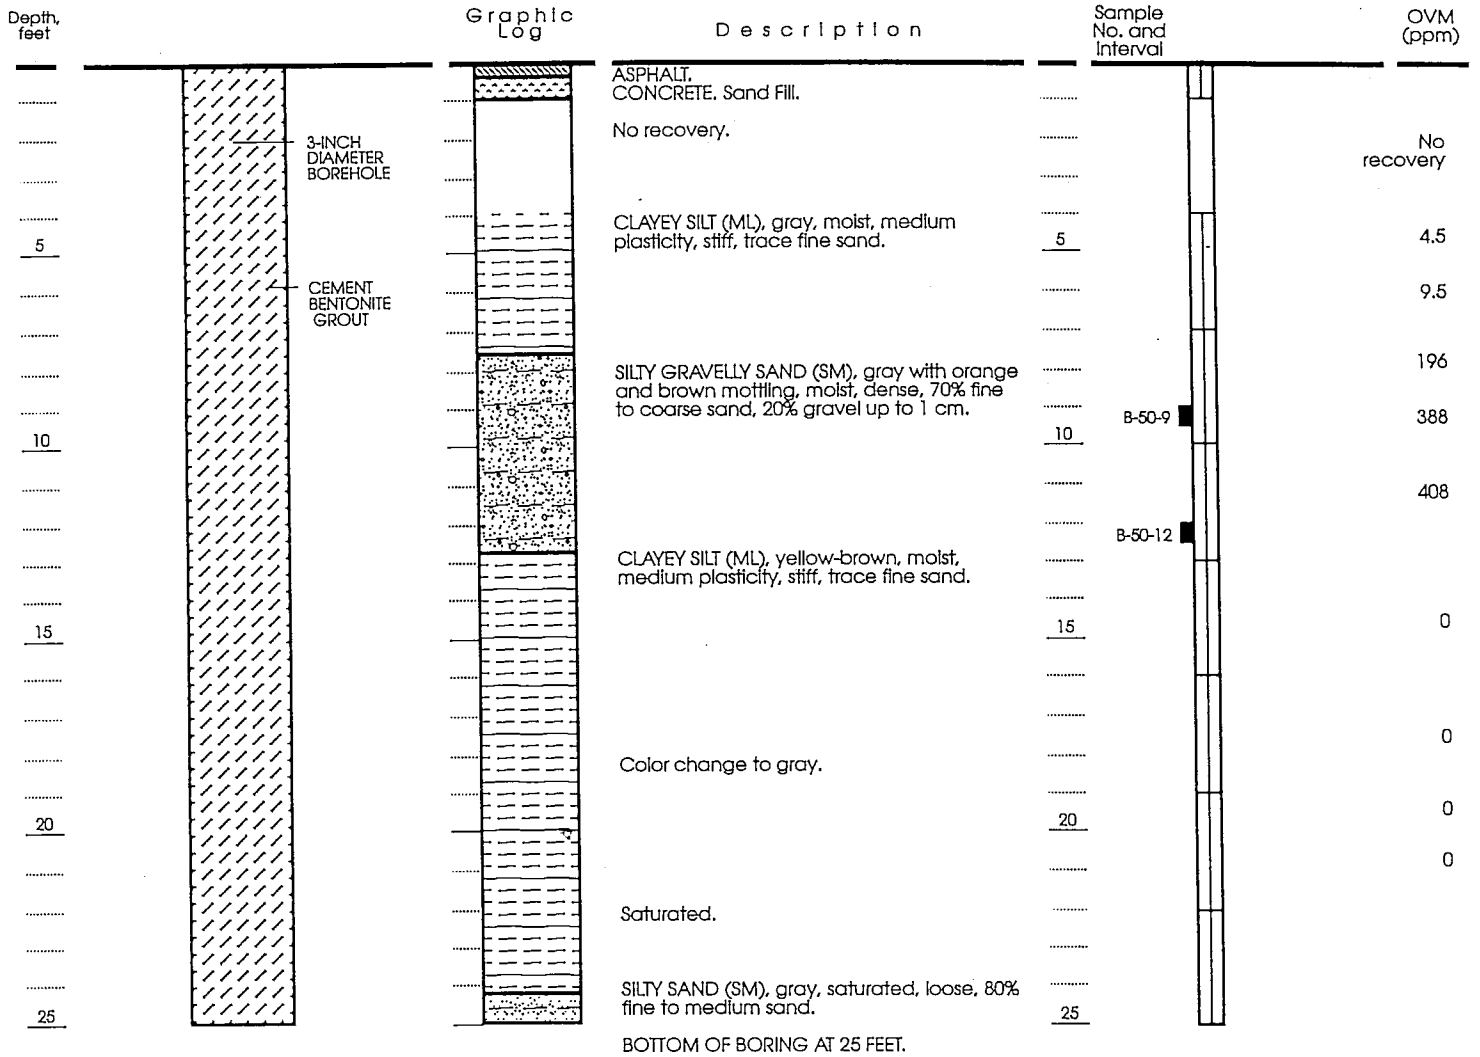 Depth,
feet
Graphic
Log
Description
Sample
No. and
Interval
OVM
(ppm)
ASPHALT.
CONCRETE. Sand Fill.
No recovery.
3-INCH
DIAMETER
BOREHOLE
No
recovery
CLAYEY SILT (ML), gray, moist, medium
plasticity, stiff, trace fine sand.
5
5
4.5
CEMENT
BENTONITE
GROUT
9.5
SILTY GRAVELLY SAND (SM), gray with orange
and brown mottling, moist, dense, 70% fine
to coarse sand, 20% gravel up to 1 cm.
196
B-50-9
388
10
10
408
B-50-12
CLAYEY SILT (ML), yellow-brown, moist,
medium plasticity, stiff, trace fine sand.
15
15
0
0
Color change to gray.
20
20
0
0
Saturated.
SILTY SAND (SM), gray, saturated, loose, 80%
fine to medium sand.
25
25
BOTTOM OF BORING AT 25 FEET.